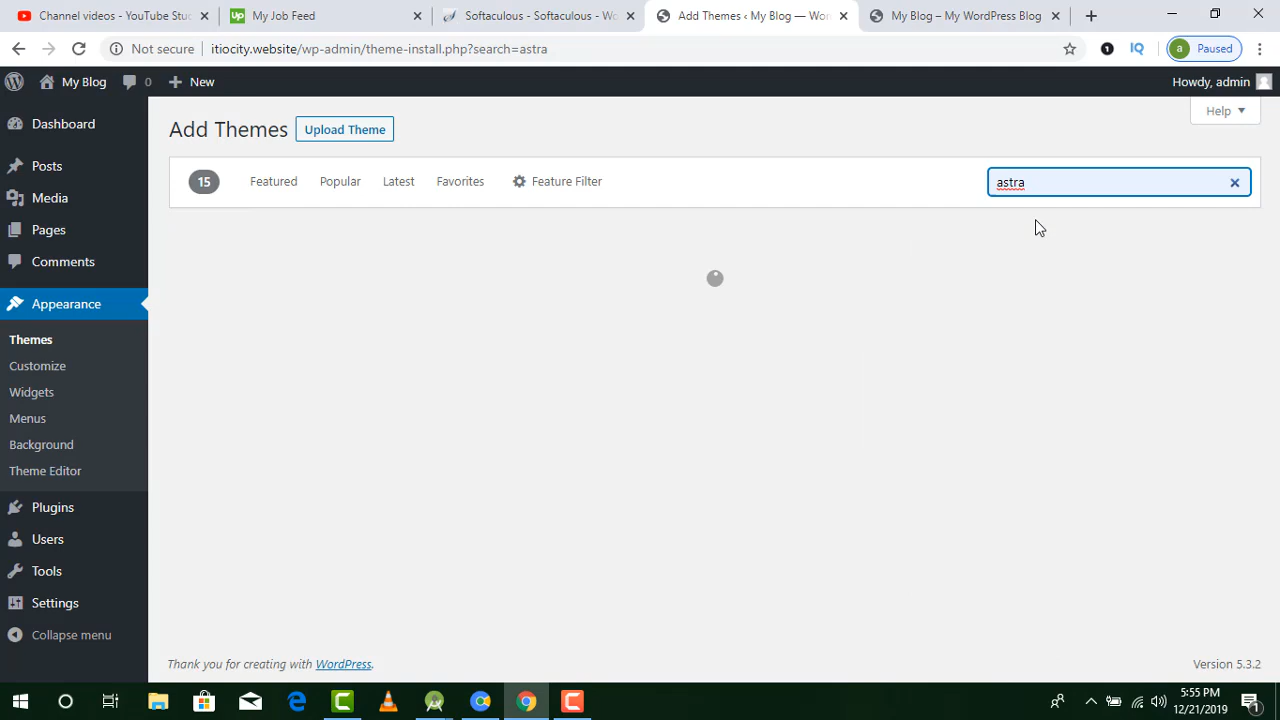 Channel videos - YouTube Stu
My Job Feed
Softaculous - Softaculous - Wo
Add Themes ‹ My Blog — Wor
My Blog – My WordPress Blog
Not secure
itiocity.website/wp-admin/theme-install.php?search=astra
1
IQ
a
Paused
My Blog
0
New
Howdy, admin
Dashboard
Posts
Media
Pages
Comments
Appearance
Themes
Customize
Widgets
Menus
Background
Theme Editor
Plugins
Users
Tools
Settings
Collapse menu
Add Themes
Upload Theme
Help
15
Featured
Popular
Latest
Favorites
Feature Filter
astra
Thank you for creating with WordPress.
Version 5.3.2
Up
5:55 PM
12/21/2019
1